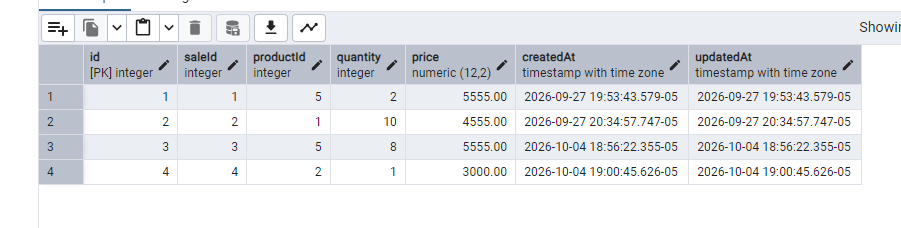 Showin
id saleId productId quantity price createdAt updatedAt
[PK] integer integer integer integer numeric (12,2) timestamp with time zone timestamp with time zone
1 1 1 5 2 5555.00 2026-09-27 19:53:43.579-05 2026-09-27 19:53:43.579-05
2 2 2 1 10 4555.00 2026-09-27 20:34:57.747-05 2026-09-27 20:34:57.747-05
3 3 3 5 8 5555.00 2026-10-04 18:56:22.355-05 2026-10-04 18:56:22.355-05
4 4 4 2 1 3000.00 2026-10-04 19:00:45.626-05 2026-10-04 19:00:45.626-05